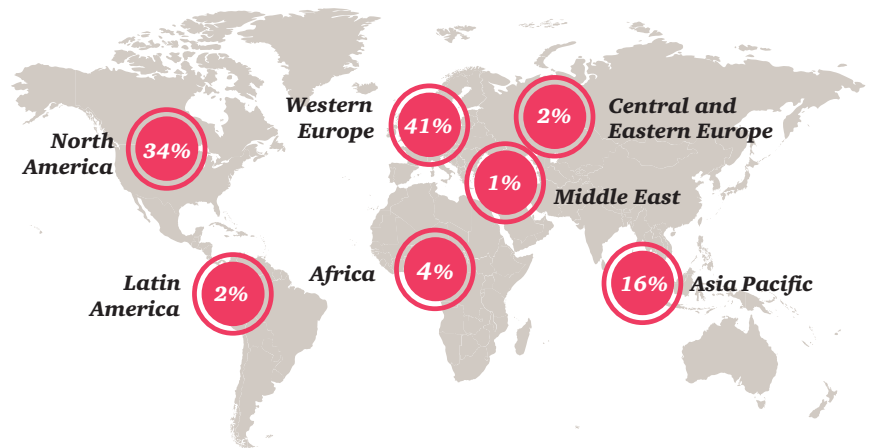 North
America
34%
Western
Europe
41%
2%
Central and
Eastern Europe
1%
Middle East
Latin
America
2%
Africa
4%
16%
Asia Pacific